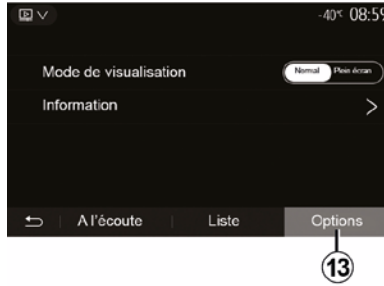 -40°C 08:59
Mode de visualisation Normal Plein écran
Information >
A l'écoute Liste Options
13